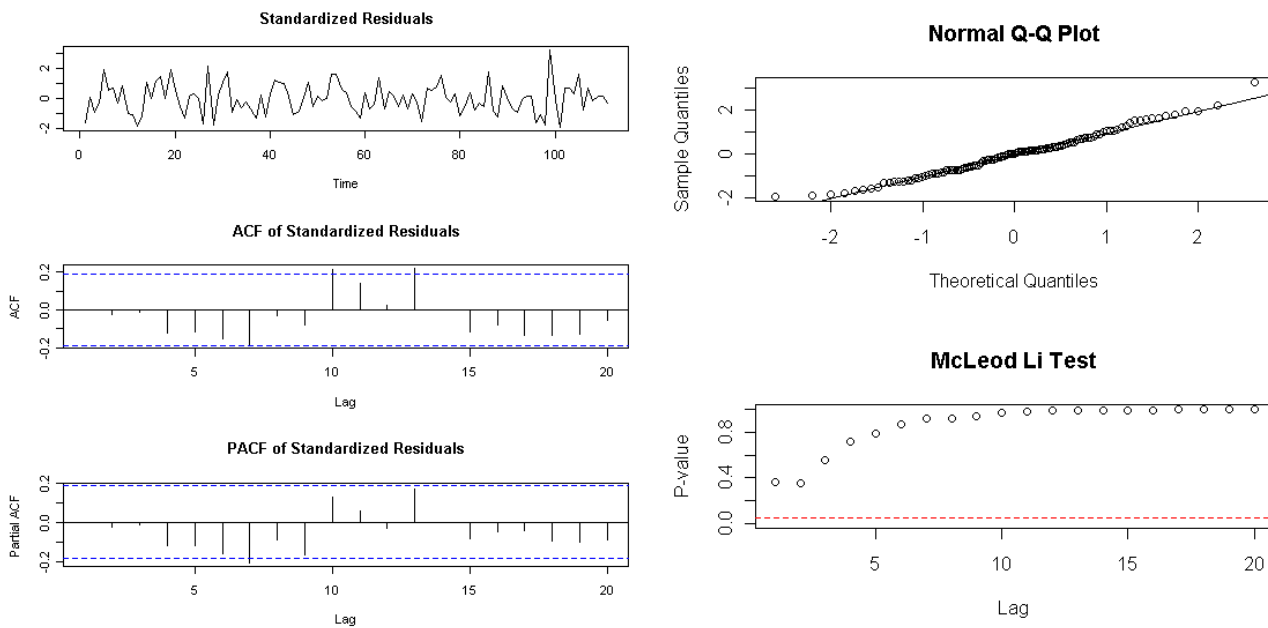 Standardized Residuals
2
0
-2
0 20 40 60 80 100
Time
ACF of Standardized Residuals
ACF
0.2
0.0
-0.2
5 10 15 20
Lag
PACF of Standardized Residuals
Partial ACF
0.2
0.0
-0.2
5 10 15 20
Lag
Normal Q-Q Plot
Sample Quantiles
2
0
-2
-2 -1 0 1 2
Theoretical Quantiles
McLeod Li Test
P-value
0.8
0.4
0.0
5 10 15 20
Lag